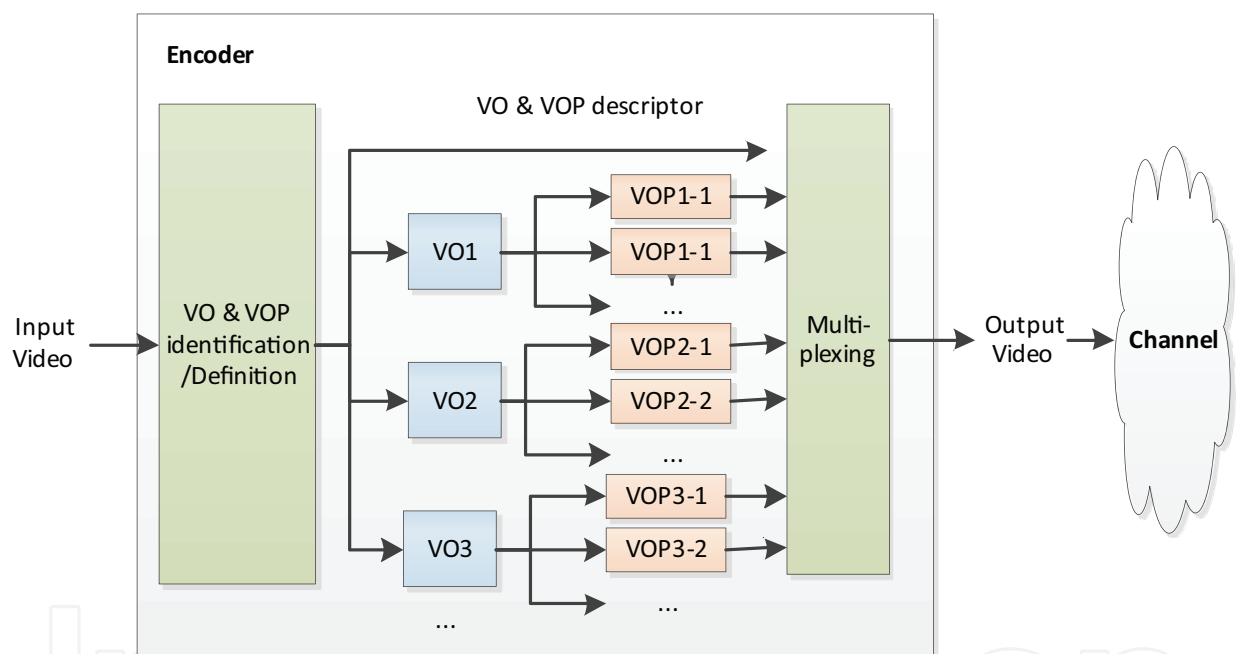 Encoder
VO & VOP descriptor
Input
Video
VO & VOP
identification
/Definition
VO1
VOP1-1
VOP1-1
...
VO2
VOP2-1
VOP2-2
...
VO3
VOP3-1
VOP3-2
...
...
Multi-
plexing
Output
Video
Channel